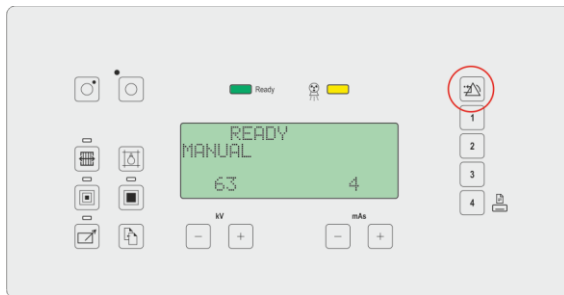 Ready
READY
MANUAL
63 4
kV mAs
- + - +
1
2
3
4